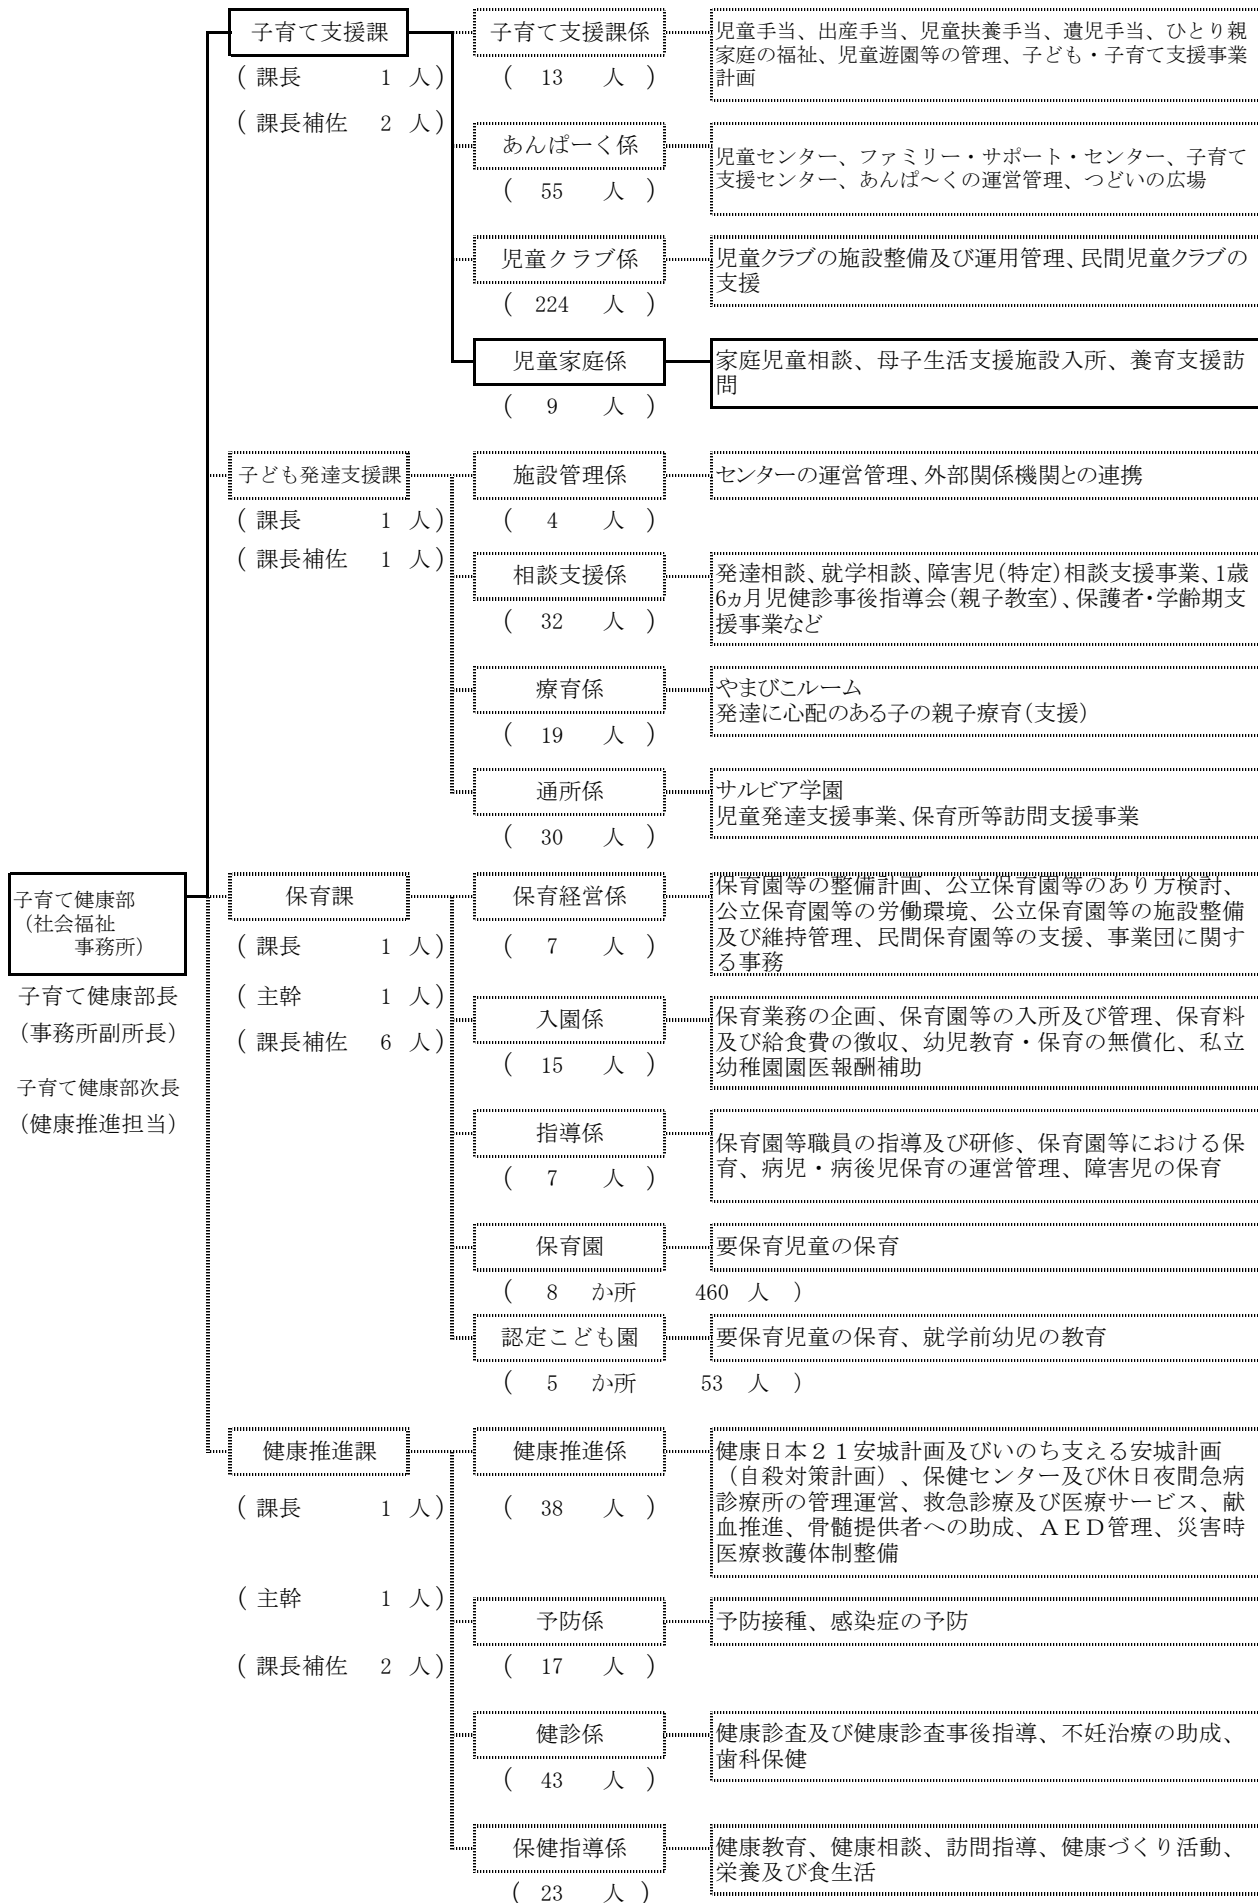 子育て支援課
(課長 1 人)
(課長補佐 2 人)
子育て支援課係
( 13 人 )
児童手当、出産手当、児童扶養手当、遺児手当、ひとり親
家庭の福祉、児童遊園等の管理、子ども・子育て支援事業
計画
あんぱーく係
( 55 人 )
児童センター、ファミリー・サポート・センター、子育て
支援センター、あんぱ~くの運営管理、つどいの広場
児童クラブ係
( 224 人 )
児童クラブの施設整備及び運用管理、民間児童クラブの
支援
児童家庭係
( 9 人 )
家庭児童相談、母子生活支援施設入所、養育支援訪
問
子ども発達支援課
(課長 1 人)
(課長補佐 1 人)
施設管理係
( 4 人 )
センターの運営管理、外部関係機関との連携
相談支援係
( 32 人 )
発達相談、就学相談、障害児(特定)相談支援事業、1歳
6ヵ月児健診事後指導会(親子教室)、保護者・学齢期支
援事業など
療育係
( 19 人 )
やまびこルーム
発達に心配のある子の親子療育(支援)
通所係
( 30 人 )
サルビア学園
児童発達支援事業、保育所等訪問支援事業
子育て健康部
(社会福祉
事務所)
子育て健康部長
(事務所副所長)
子育て健康部次長
(健康推進担当)
保育課
(課長 1 人)
(主幹 1 人)
(課長補佐 6 人)
保育経営係
( 7 人 )
保育園等の整備計画、公立保育園等のあり方検討、
公立保育園等の労働環境、公立保育園等の施設整備
及び維持管理、民間保育園等の支援、事業団に関す
る事務
入園係
( 15 人 )
保育業務の企画、保育園等の入所及び管理、保育料
及び給食費の徴収、幼児教育・保育の無償化、私立
幼稚園園医報酬補助
指導係
( 7 人 )
保育園等職員の指導及び研修、保育園等における保
育、病児・病後児保育の運営管理、障害児の保育
保育園
( 8 か所 460 人 )
要保育児童の保育
認定こども園
( 5 か所 53 人 )
要保育児童の保育、就学前幼児の教育
健康推進課
(課長 1 人)
(主幹 1 人)
(課長補佐 2 人)
健康推進係
( 38 人 )
健康日本21安城計画及びいのち支える安城計画
(自殺対策計画)、保健センター及び休日夜間急病
診療所の管理運営、救急診療及び医療サービス、献
血推進、骨髄提供者への助成、AED管理、災害時
医療救護体制整備
予防係
( 17 人 )
予防接種、感染症の予防
健診係
( 43 人 )
健康診査及び健康診査事後指導、不妊治療の助成、
歯科保健
保健指導係
( 23 人 )
健康教育、健康相談、訪問指導、健康づくり活動、
栄養及び食生活